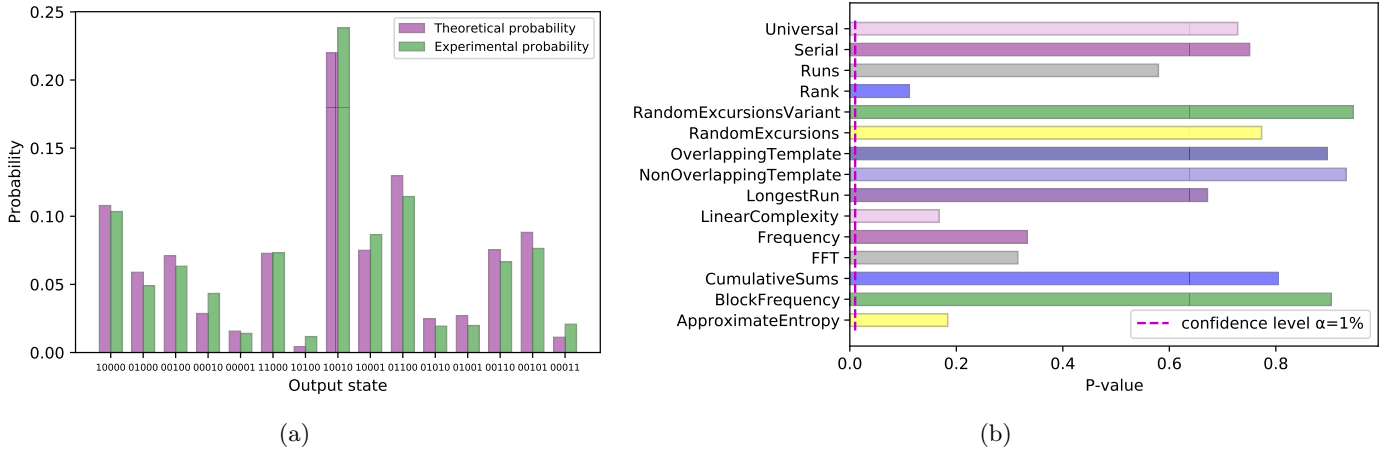 Theoretical probability
Experimental probability
Probability
0.25
0.20
0.15
0.10
0.05
0.00
10000 01000 00100 00010 00001 11000 10100 10010 10001 01100 01010 01001 00110 00101 00011
Output state
(a)
Universal
Serial
Runs
Rank
RandomExcursionsVariant
RandomExcursions
OverlappingTemplate
NonOverlappingTemplate
LongestRun
LinearComplexity
Frequency
FFT
CumulativeSums
BlockFrequency
ApproximateEntropy
confidence level α=1%
0.0 0.2 0.4 0.6 0.8
P-value
(b)